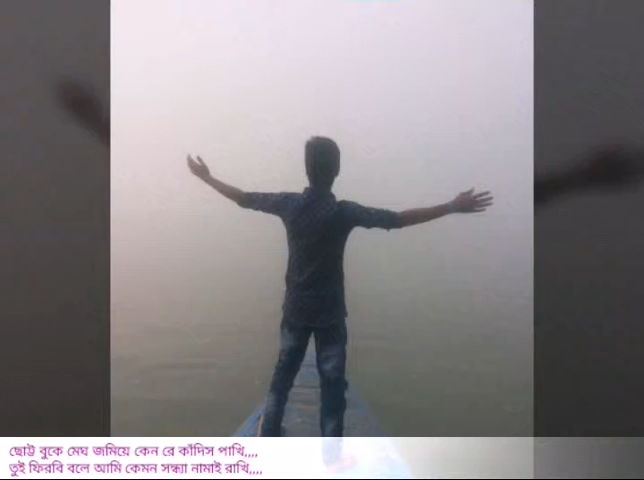 ছোট্ট বুকে মেঘ জমিয়ে কেন রে কাঁদিস পাখি,,,,
তুই ফিরবি বলে আমি কেমন সন্ধ্যা নামাই রাখি,,,,